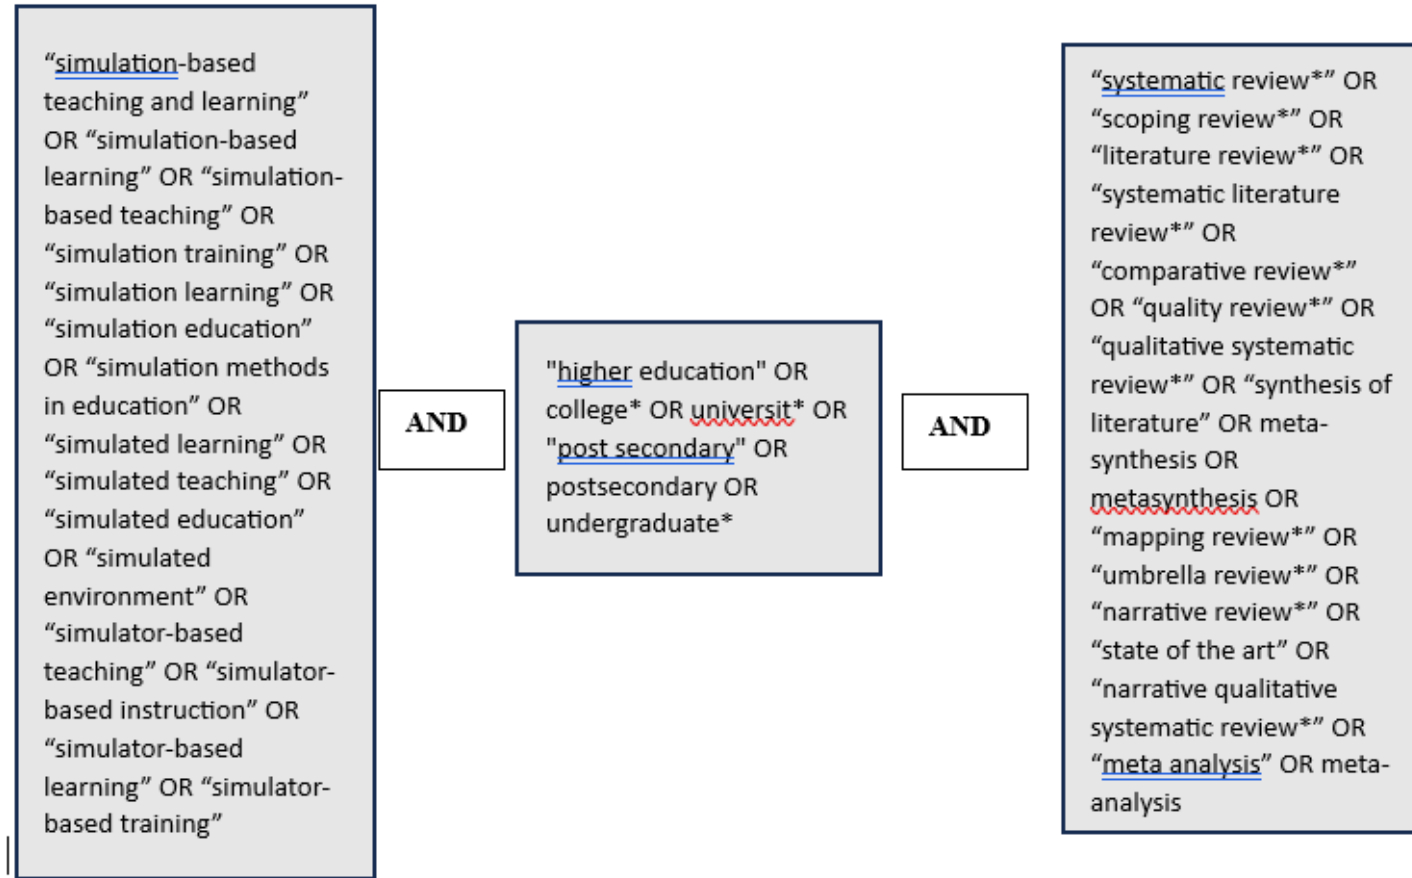 “simulation-based
teaching and learning”
OR “simulation-based
learning” OR “simulation-
based teaching” OR
“simulation training” OR
“simulation learning” OR
“simulation education”
OR “simulation methods
in education” OR
“simulated learning” OR
“simulated teaching” OR
“simulated education”
OR “simulated
environment” OR
“simulator-based
teaching” OR “simulator-
based instruction” OR
“simulator-based
learning” OR “simulator-
based training”
AND
"higher education" OR
college* OR universit* OR
"post secondary" OR
postsecondary OR
undergraduate*
AND
“systematic review*” OR
“scoping review*” OR
“literature review*” OR
“systematic literature
review*” OR
“comparative review*”
OR “quality review*” OR
“qualitative systematic
review*” OR “synthesis of
literature” OR meta-
synthesis OR
metasynthesis OR
“mapping review*” OR
“umbrella review*” OR
“narrative review*” OR
“state of the art” OR
“narrative qualitative
systematic review*” OR
“meta analysis” OR meta-
analysis